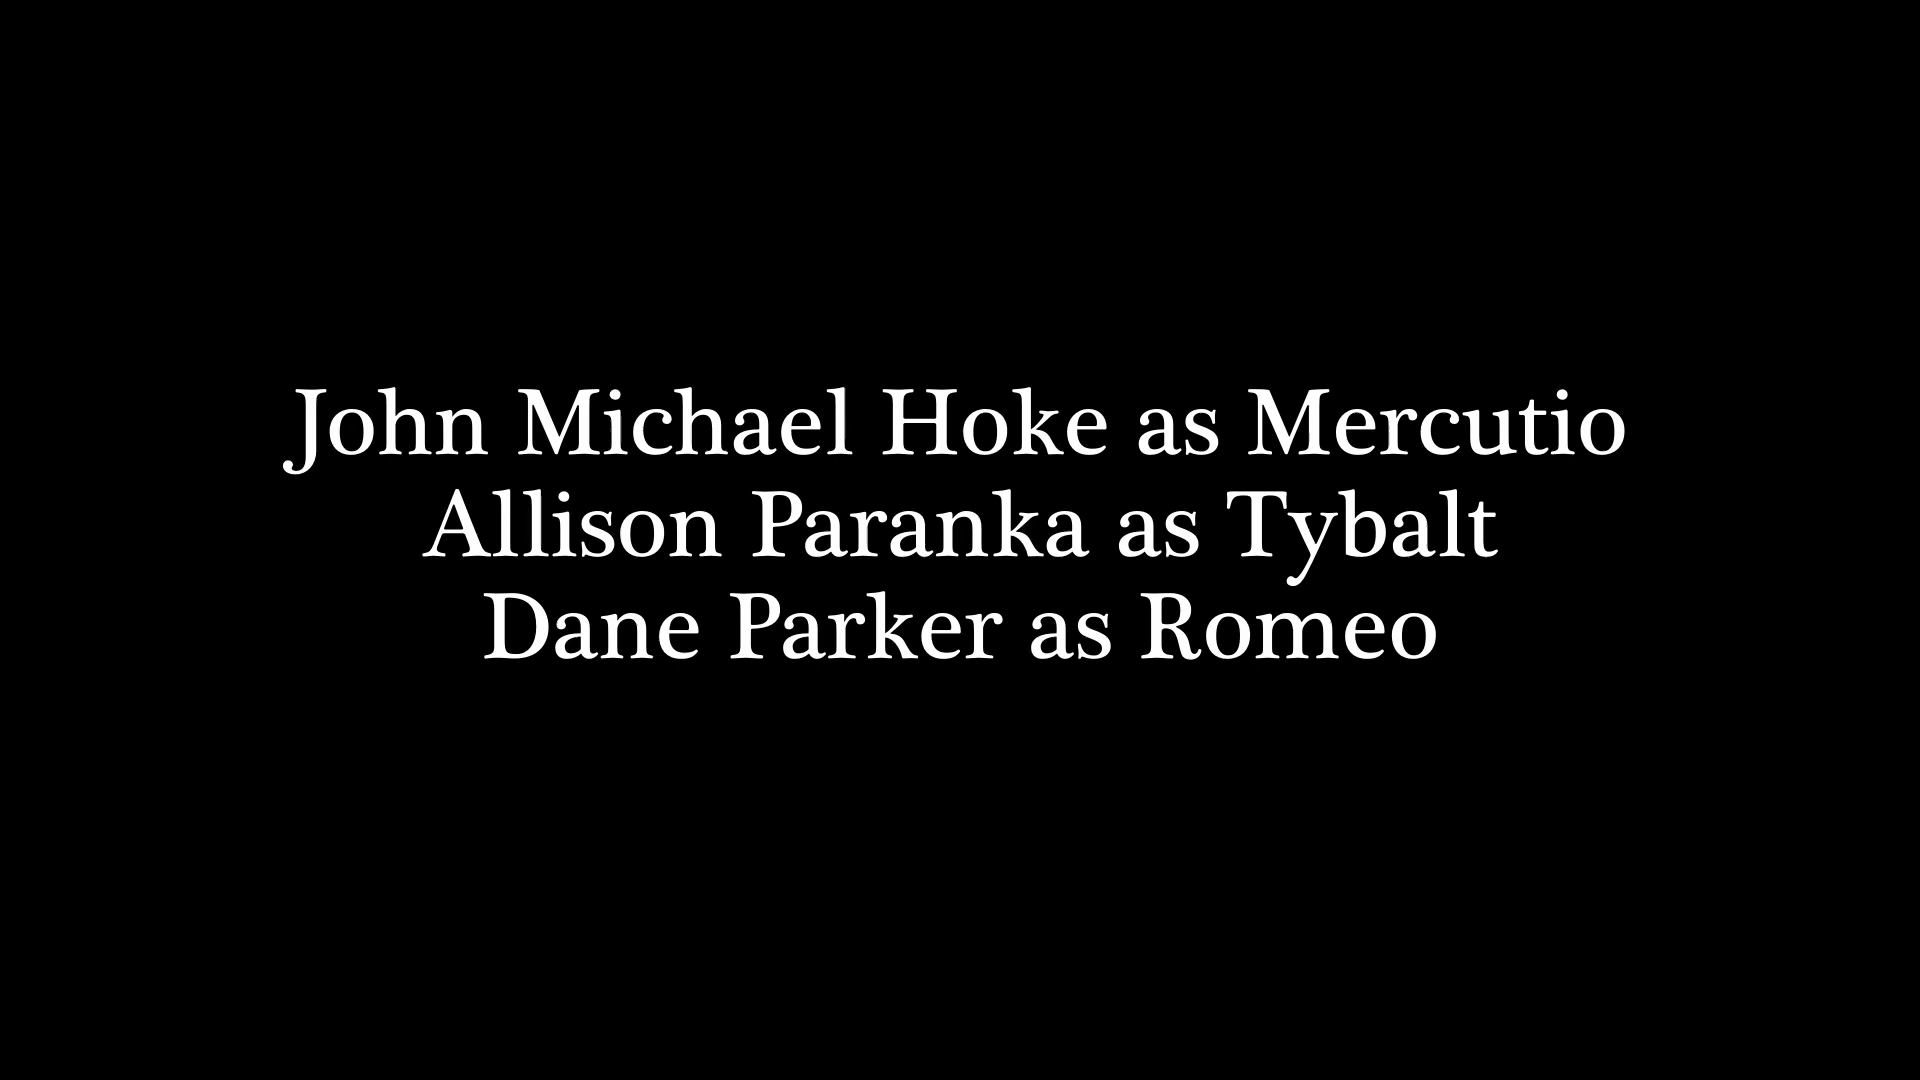 John Michael Hoke as Mercutio
Allison Paranka as Tybalt
Dane Parker as Romeo